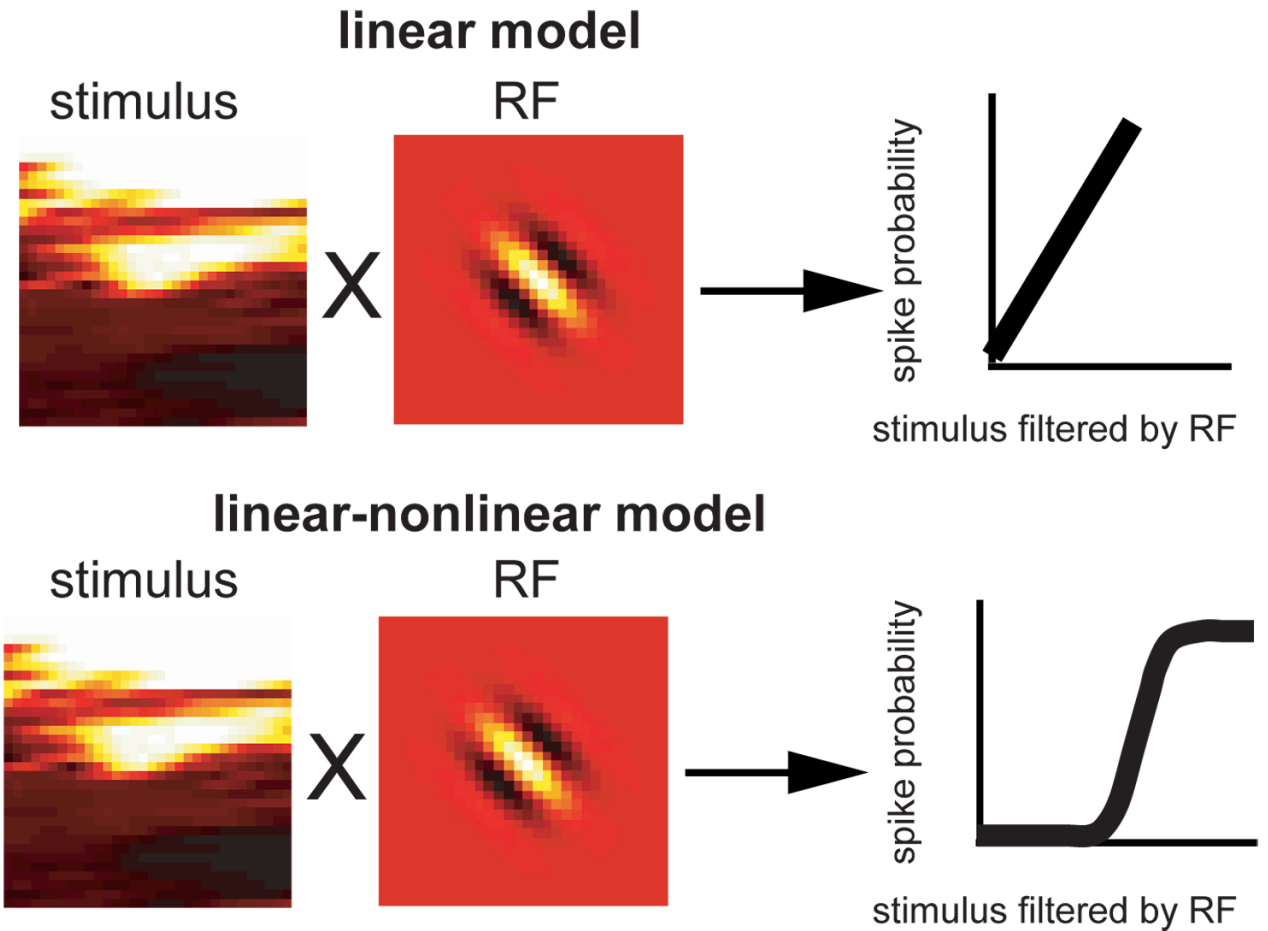 linear model
stimulus
RF
X
spike probability
stimulus filtered by RF
linear-nonlinear model
stimulus
RF
X
spike probability
stimulus filtered by RF